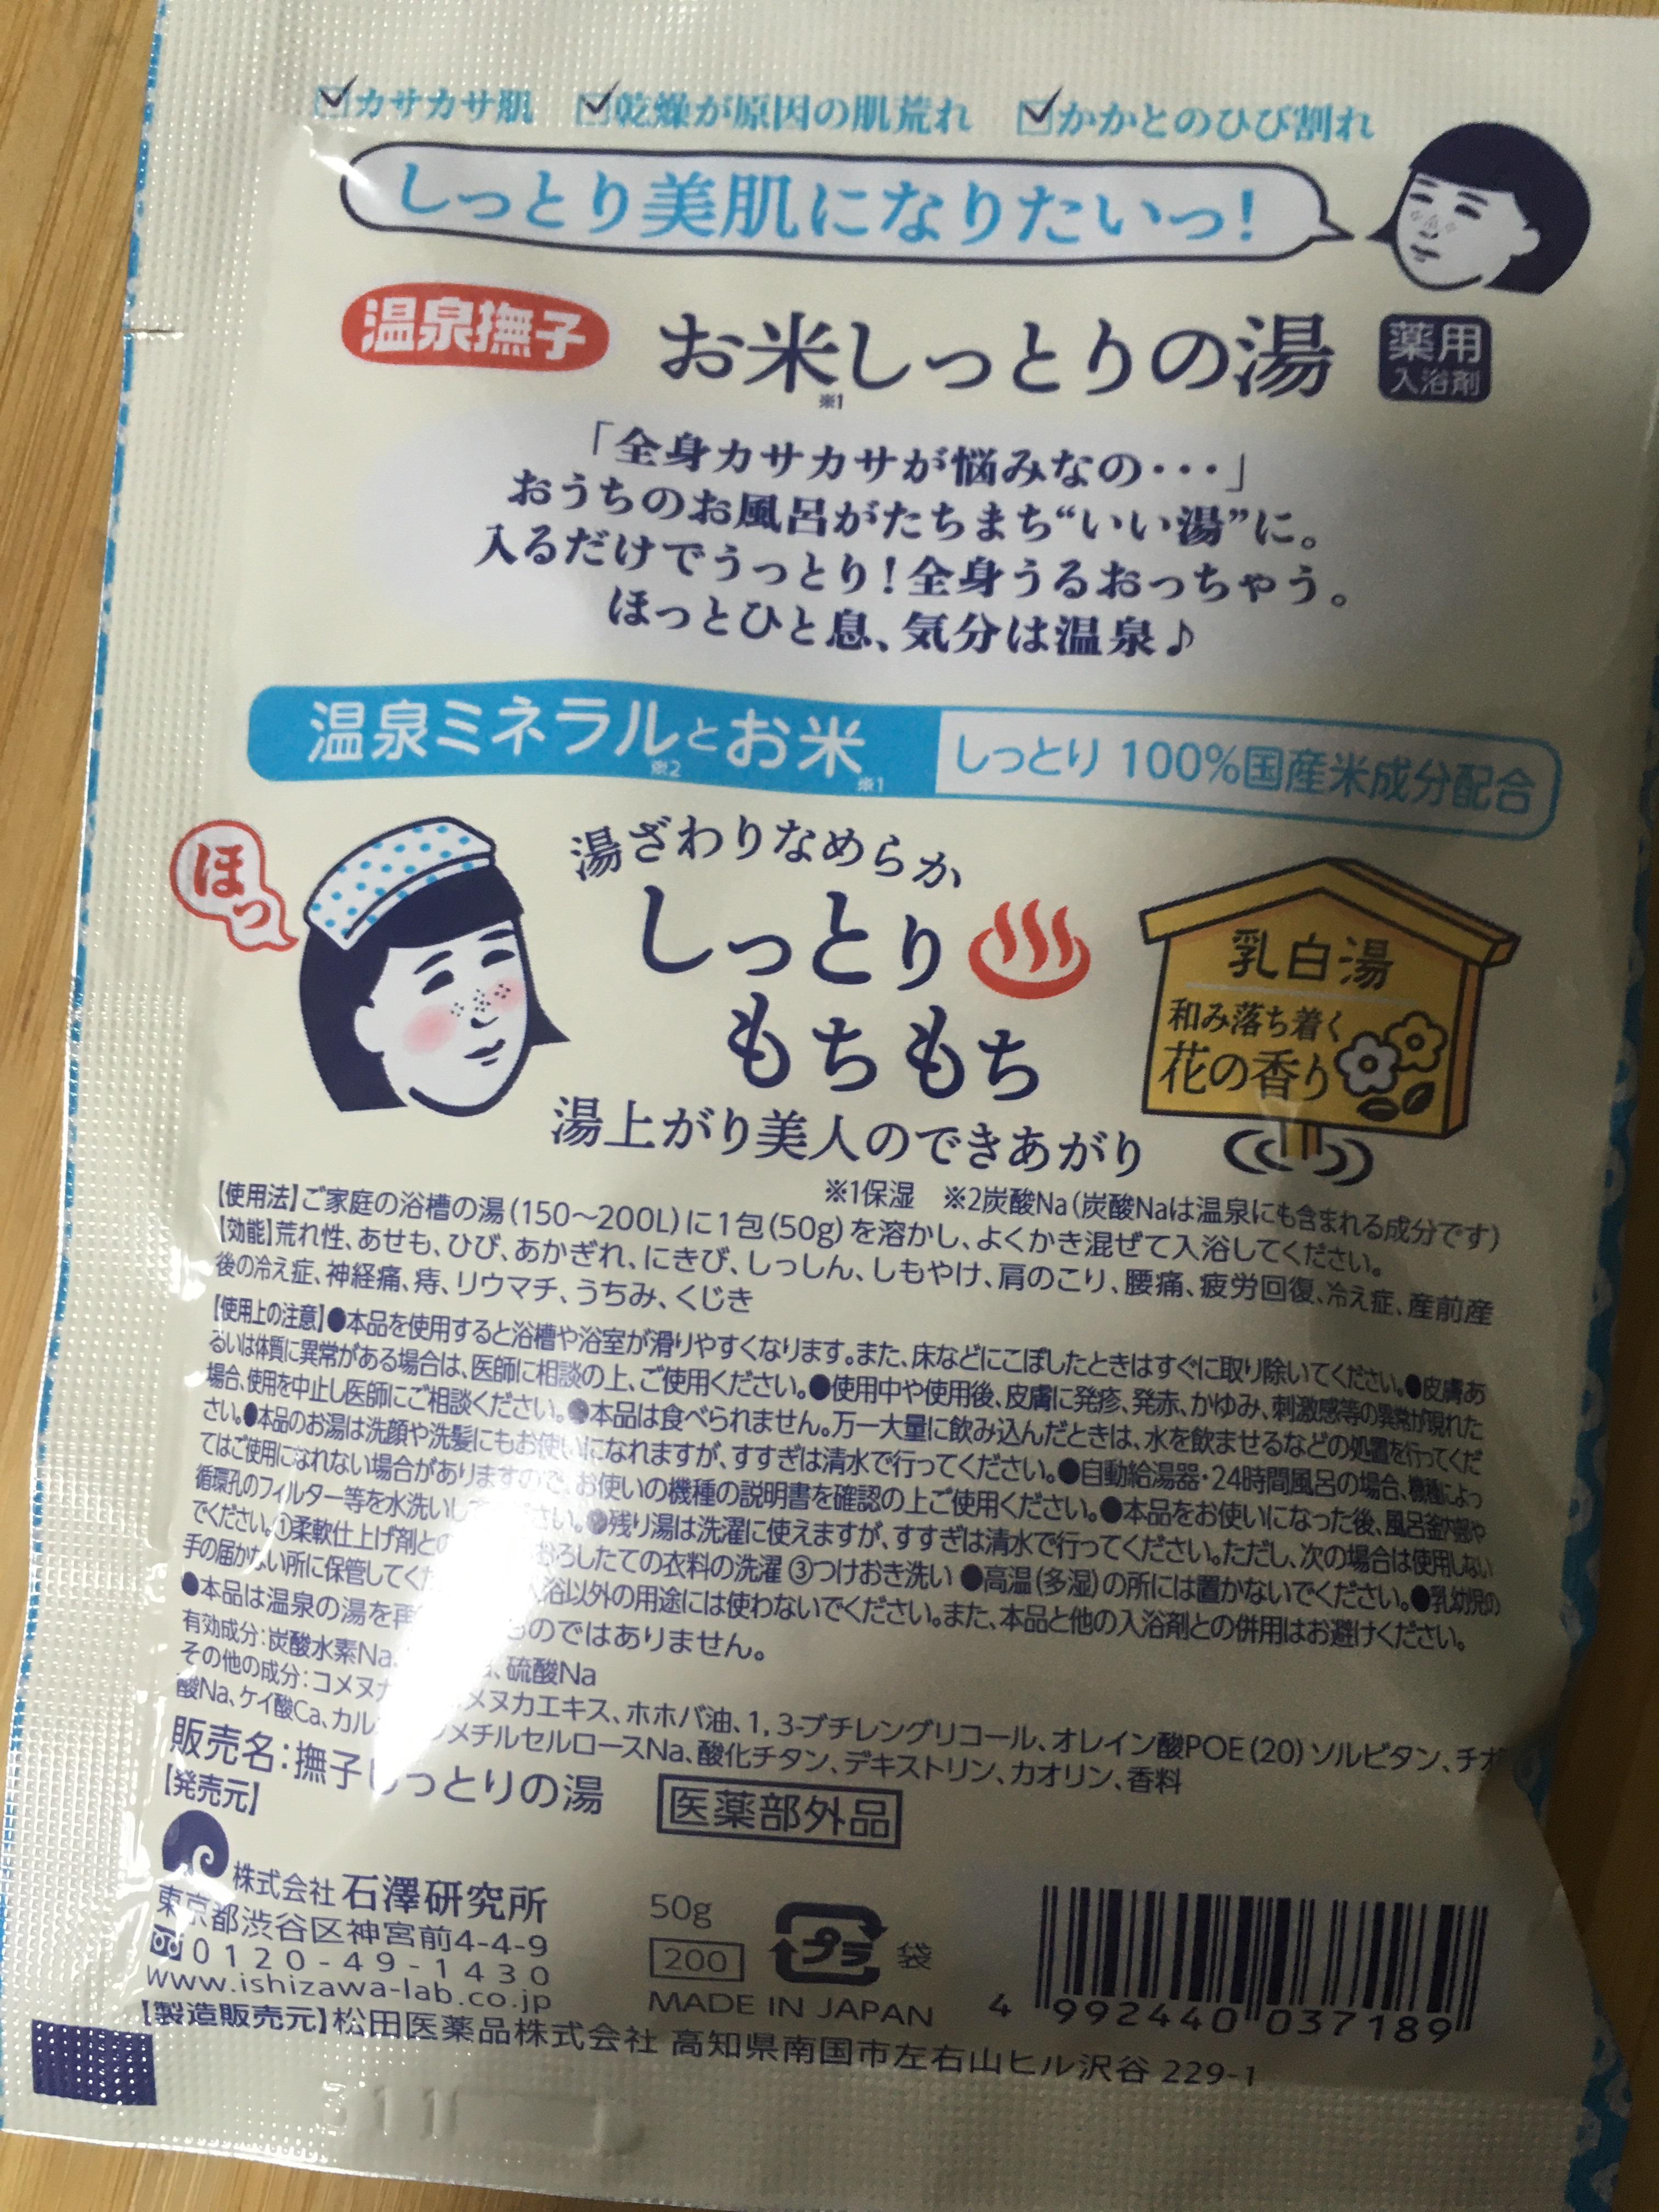 カサカサ肌 乾燥が原因の肌荒れ かかとのひび割れ
しっとり美肌になりたいっ!
温泉撫子 お米しっとりの湯 薬用
入浴剤
※1
「全身カサカサが悩みなの・・・」
おうちのお風呂がたちまち“いい湯”に。
入るだけでうっとり!全身うるおっちゃう。
ほっとひと息、気分は温泉♪
温泉ミネラルとお米 しっとり 100%国産米成分配合
※2 ※1
ほっ
湯ざわりなめらか
しっとり
もちもち
湯上がり美人のできあがり
乳白湯
和み落ち着く
花の香り
※1保湿 ※2炭酸Na(炭酸Naは温泉にも含まれる成分です)
【使用法】ご家庭の浴槽の湯(150〜200L)に1包(50g)を溶かし、よくかき混ぜて入浴してください。
【効能】荒れ性、あせも、ひび、あかぎれ、にきび、しっしん、しもやけ、肩のこり、腰痛、疲労回復、冷え症、産前産
後の冷え症、神経痛、痔、リウマチ、うちみ、くじき
【使用上の注意】●本品を使用すると浴槽や浴室が滑りやすくなります。また、床などにこぼしたときはすぐに取り除いてください。●皮膚あ
るいは体質に異常がある場合は、医師に相談の上、ご使用ください。●使用中や使用後、皮膚に発疹、発赤、かゆみ、刺激感等の異常が現れた
場合、使用を中止し医師にご相談ください。●本品は食べられません。万一大量に飲み込んだときは、水を飲ませるなどの処置を行ってくだ
さい。●本品のお湯は洗顔や洗髪にもお使いになれますが、すすぎは清水で行ってください。●自動給湯器・24時間風呂の場合、機種によっ
てはご使用になれない場合がありますので、お使いの機種の説明書を確認の上ご使用ください。●本品をお使いになった後、風呂釜内部や
循環孔のフィルター等を水洗いし さい。●残り湯は洗濯に使えますが、すすぎは清水で行ってください。ただし、次の場合は使用しない
でください。①柔軟仕上げ剤との おろしたての衣料の洗濯 ③つけおき洗い ●高温(多湿)の所には置かないでください。●乳幼児の
手の届かない所に保管してく 入浴以外の用途には使わないでください。また、本品と他の入浴剤との併用はお避けください。
●本品は温泉の湯を再 ものではありません。
有効成分:炭酸水素Na、 、硫酸Na
その他の成分:コメヌカ メヌカエキス、ホホバ油、1,3-ブチレングリコール、オレイン酸POE(20)ソルビタン、チオ
酸Na、ケイ酸Ca、カル メチルセルロースNa、酸化チタン、デキストリン、カオリン、香料
販売名:撫子しっとりの湯 医薬部外品
【発売元】
株式会社石澤研究所
東京都渋谷区神宮前4-4-9
0120-49-1430
www.ishizawa-lab.co.jp
50g
200
プラ 袋
MADE IN JAPAN
4 992440 037189
【製造販売元】松田医薬品株式会社 高知県南国市左右山ヒル沢谷 229-1